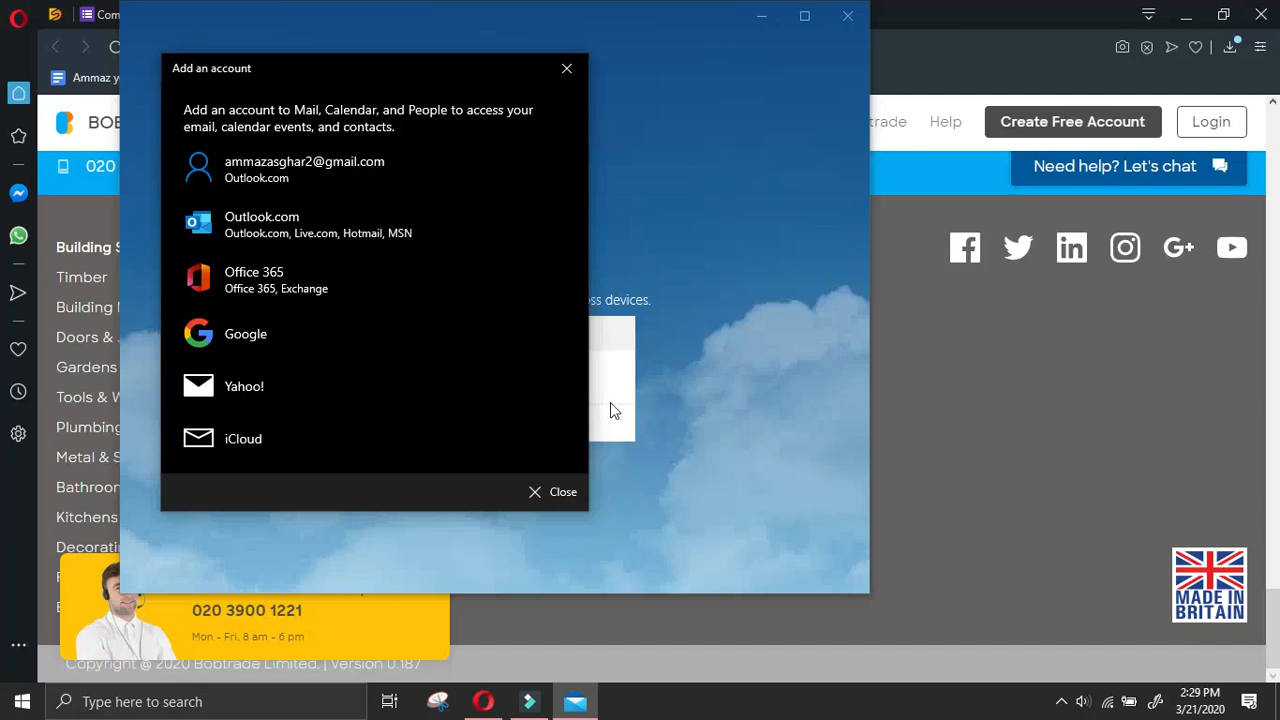 Com
Ammaz y
BOB
trade
Help
Create Free Account
Login
020
Need help? Let's chat
Add an account
Add an account to Mail, Calendar, and People to access your
email, calendar events, and contacts.
ammazasghar2@gmail.com
Outlook.com
Outlook.com
Outlook.com, Live.com, Hotmail, MSN
Office 365
Office 365, Exchange
Google
Yahoo!
iCloud
Close
oss devices.
Building S
Timber
Building M
Doors &
Gardens
Tools & W
Plumbing
Metal & S
Bathroom
Kitchens
Decorati
020 3900 1221
Mon - Fri, 8 am - 6 pm
MADE IN
BRITAIN
Copyright @ 2020 Bobtrade Limited. | Version 0.187
Type here to search
2:29 PM
3/21/2020